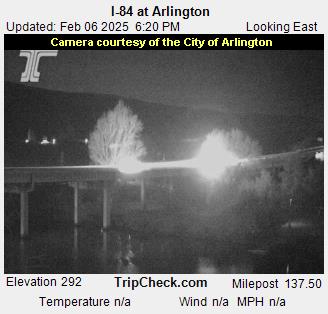 I-84 at Arlington
Updated: Feb 06 2025 6:20 PM Looking East
Camera courtesy of the City of Arlington
Elevation 292 TripCheck.com Milepost 137.50
Temperature n/a Wind n/a MPH n/a